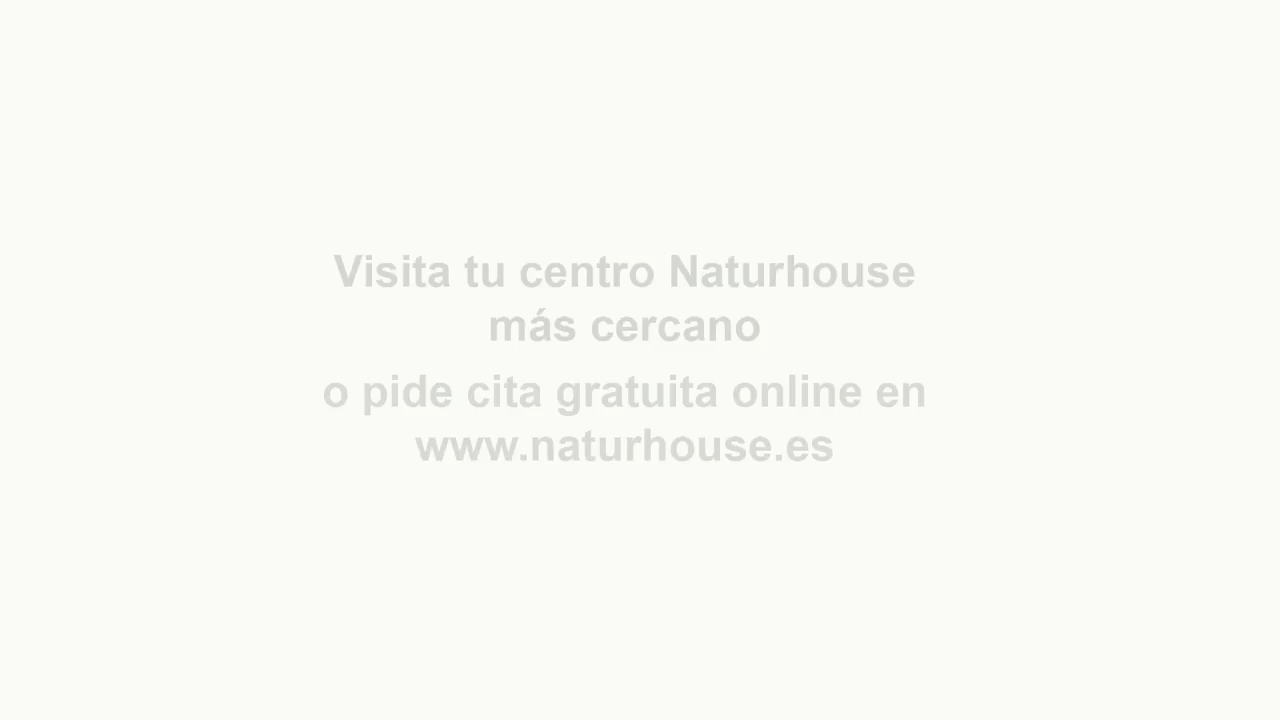 Visita tu centro Naturhouse
más cercano
o pide cita gratuita online en
www.naturhouse.es